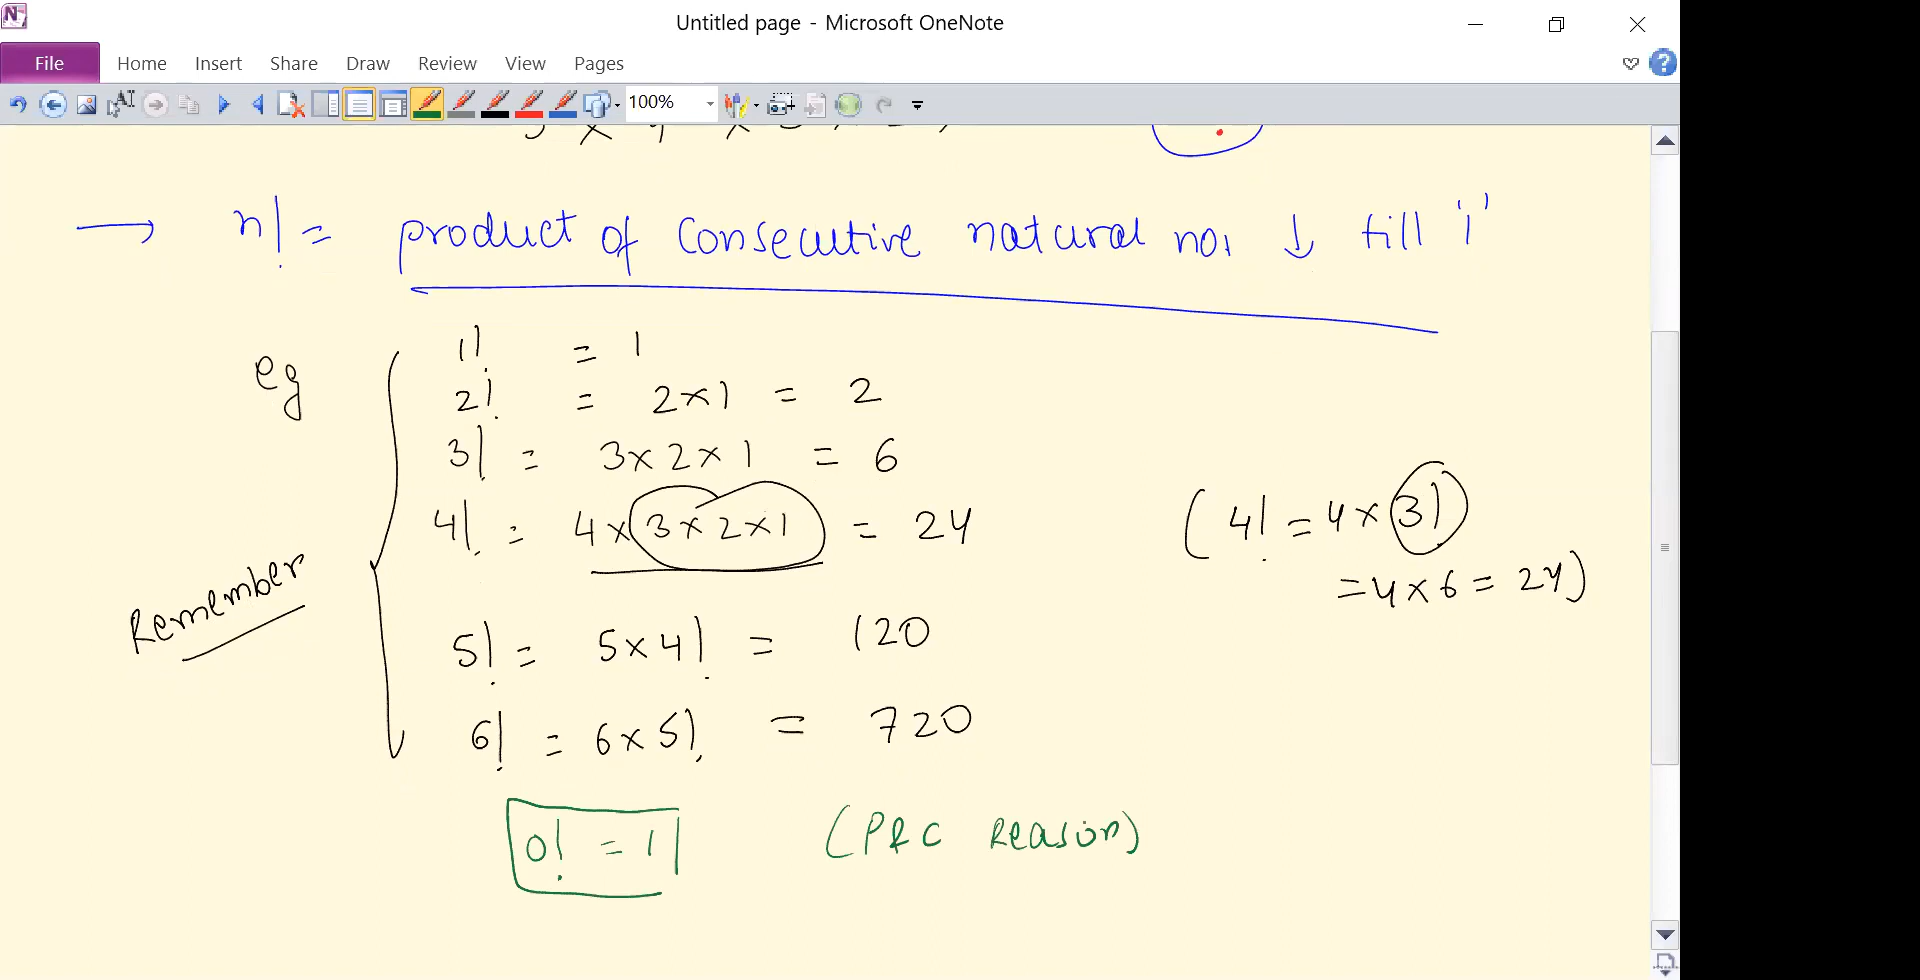 Untitled page - Microsoft OneNote
File Home Insert Share Draw Review View Pages
100%
n! = product of consecutive natural no. ↓ till '1'
eg
1! = 1
2! = 2×1 = 2
3! = 3×2×1 = 6
4! = 4×3×2×1 = 24
(4! = 4×3!
=4×6 = 24)
Remember
5! = 5×4! = 120
6! = 6×5! = 720
0! = 1 (P&C reason)